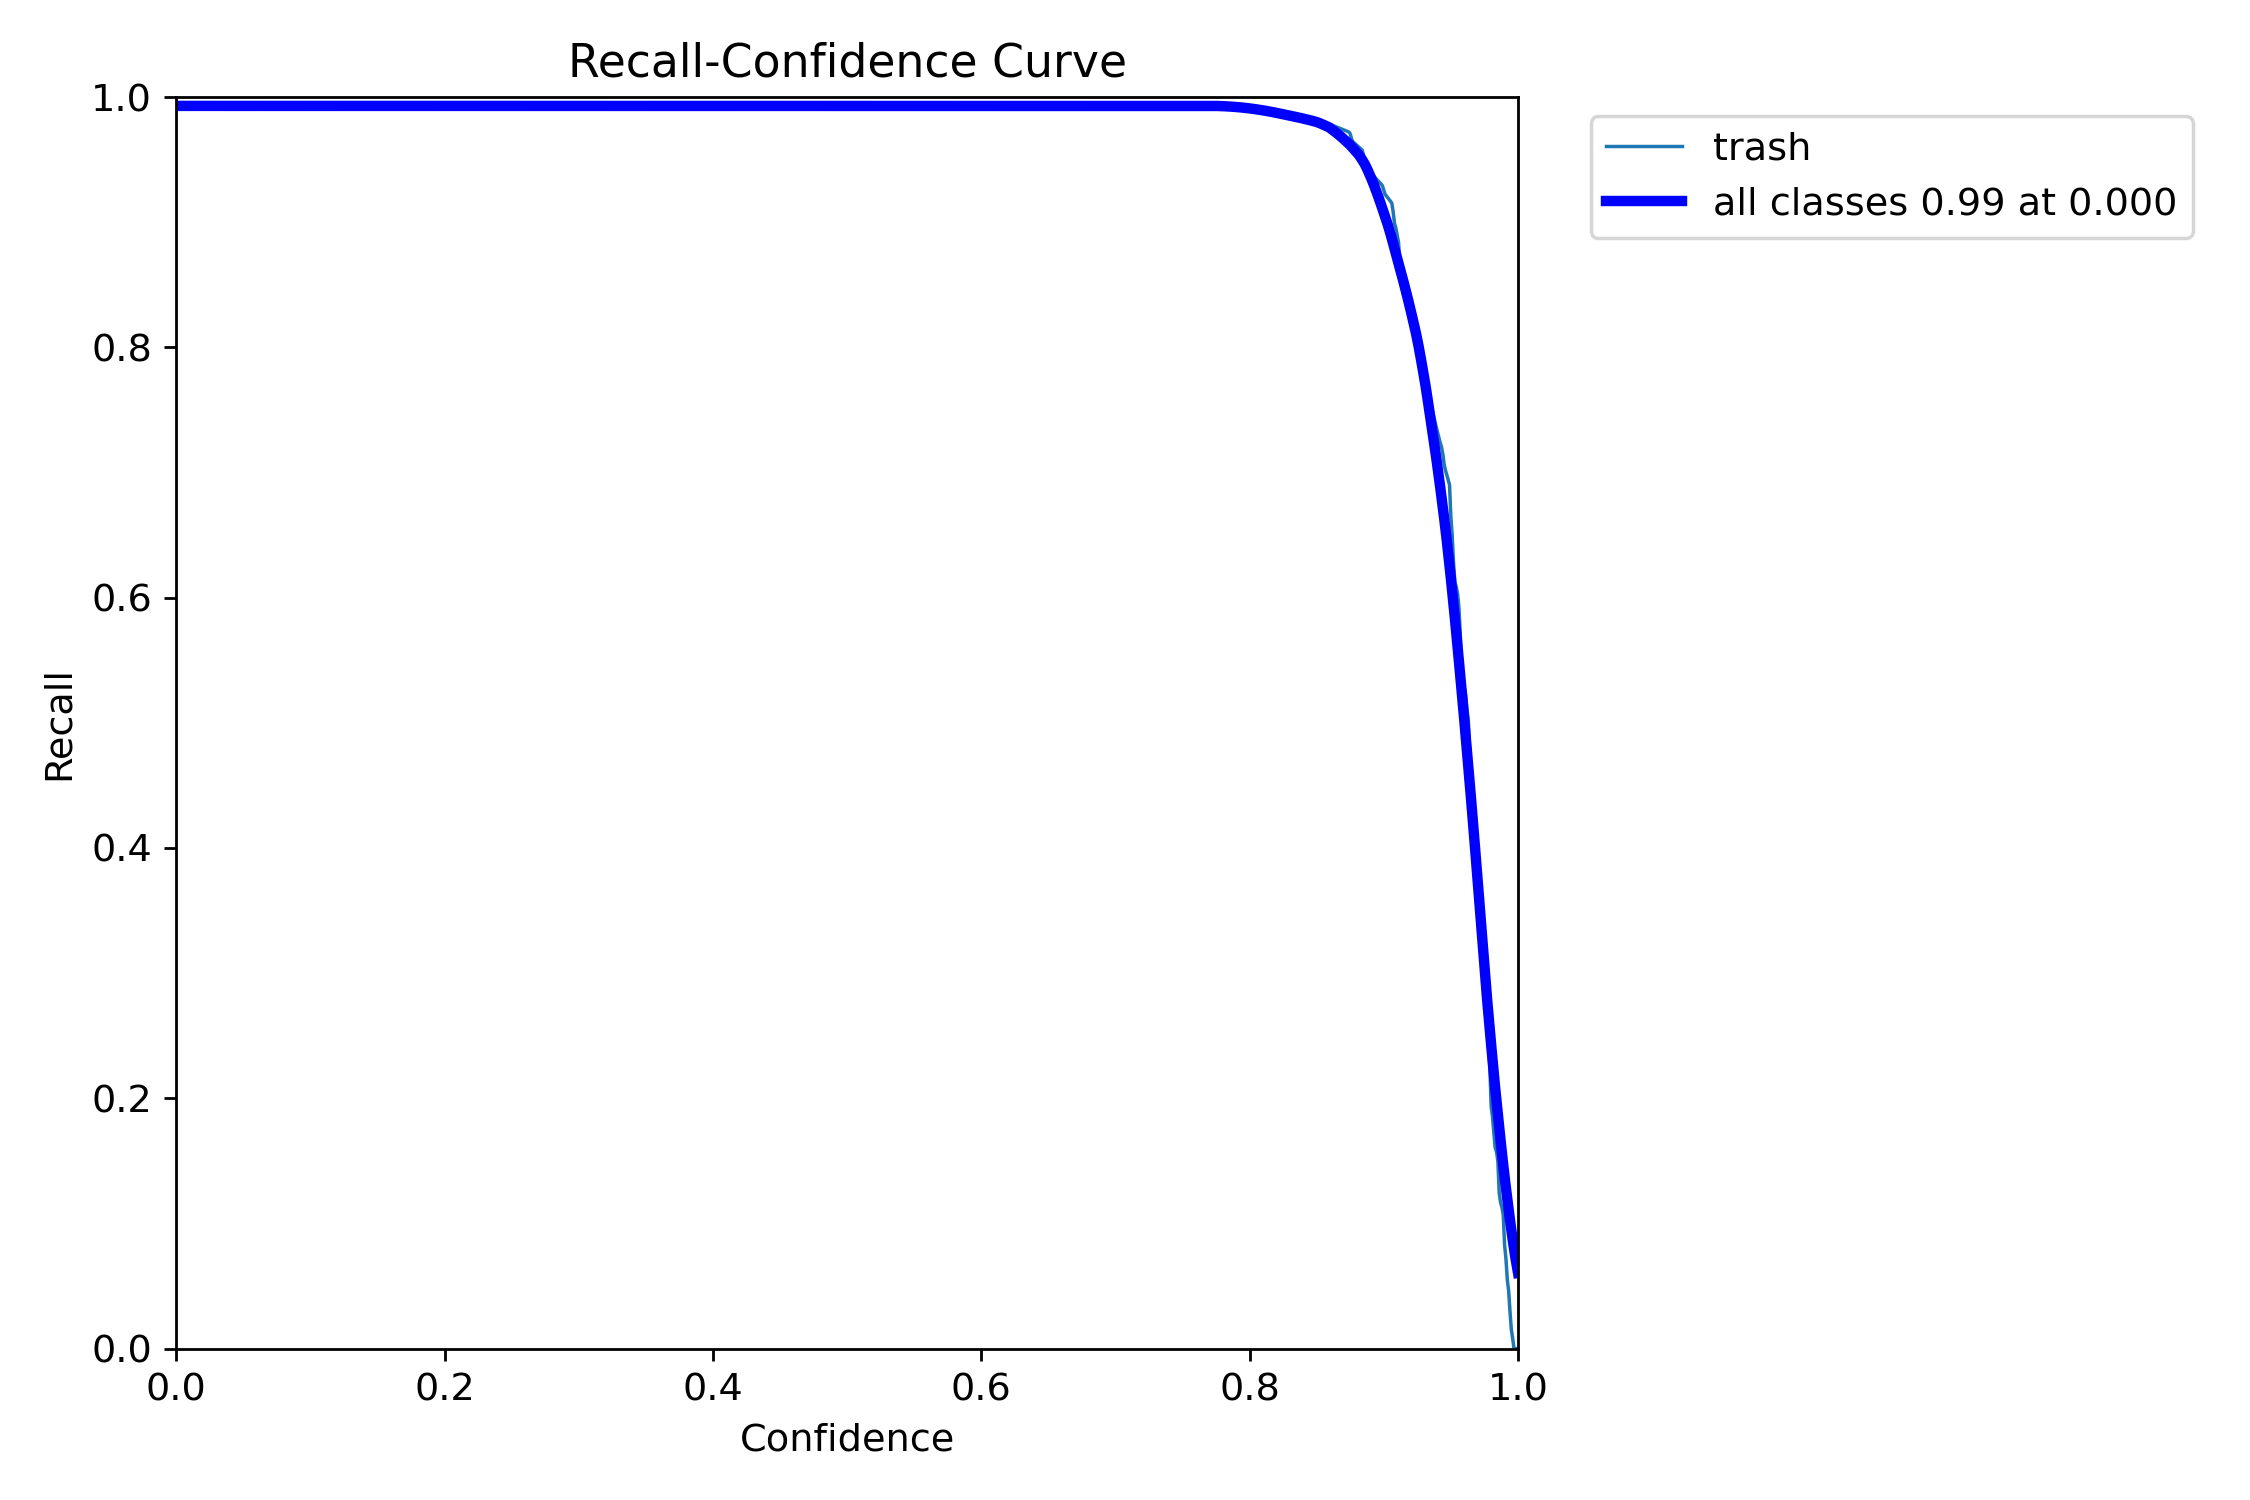 Recall-Confidence Curve
1.0
0.8
0.6
0.4
0.2
0.0
Recall
0.0 0.2 0.4 0.6 0.8 1.0
Confidence
trash
all classes 0.99 at 0.000